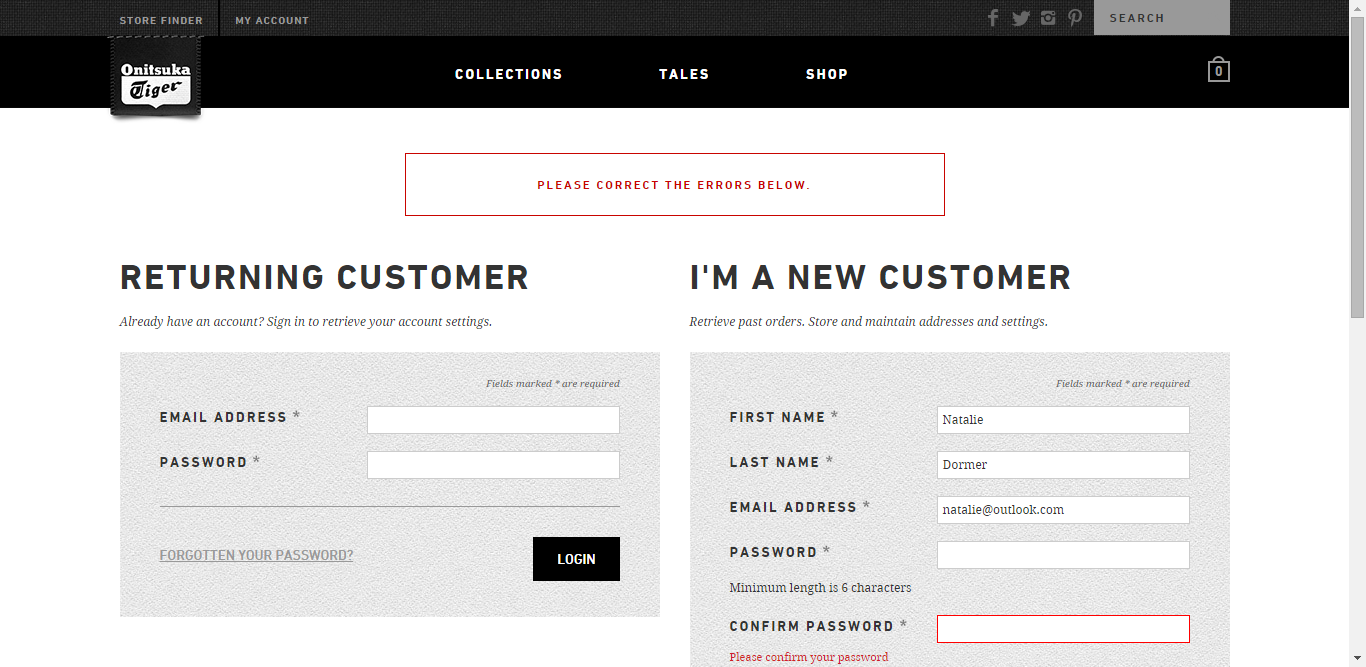 STORE FINDER
MY ACCOUNT
SEARCH
Onitsuka
Tiger
COLLECTIONS
TALES
SHOP
0
PLEASE CORRECT THE ERRORS BELOW.
RETURNING CUSTOMER
Already have an account? Sign in to retrieve your account settings.
Fields marked * are required
EMAIL ADDRESS *
PASSWORD *
FORGOTTEN YOUR PASSWORD?
LOGIN
I'M A NEW CUSTOMER
Retrieve past orders. Store and maintain addresses and settings.
Fields marked * are required
FIRST NAME *
Natalie
LAST NAME *
Dormer
EMAIL ADDRESS *
natalie@outlook.com
PASSWORD *
Minimum length is 6 characters
CONFIRM PASSWORD *
Please confirm your password